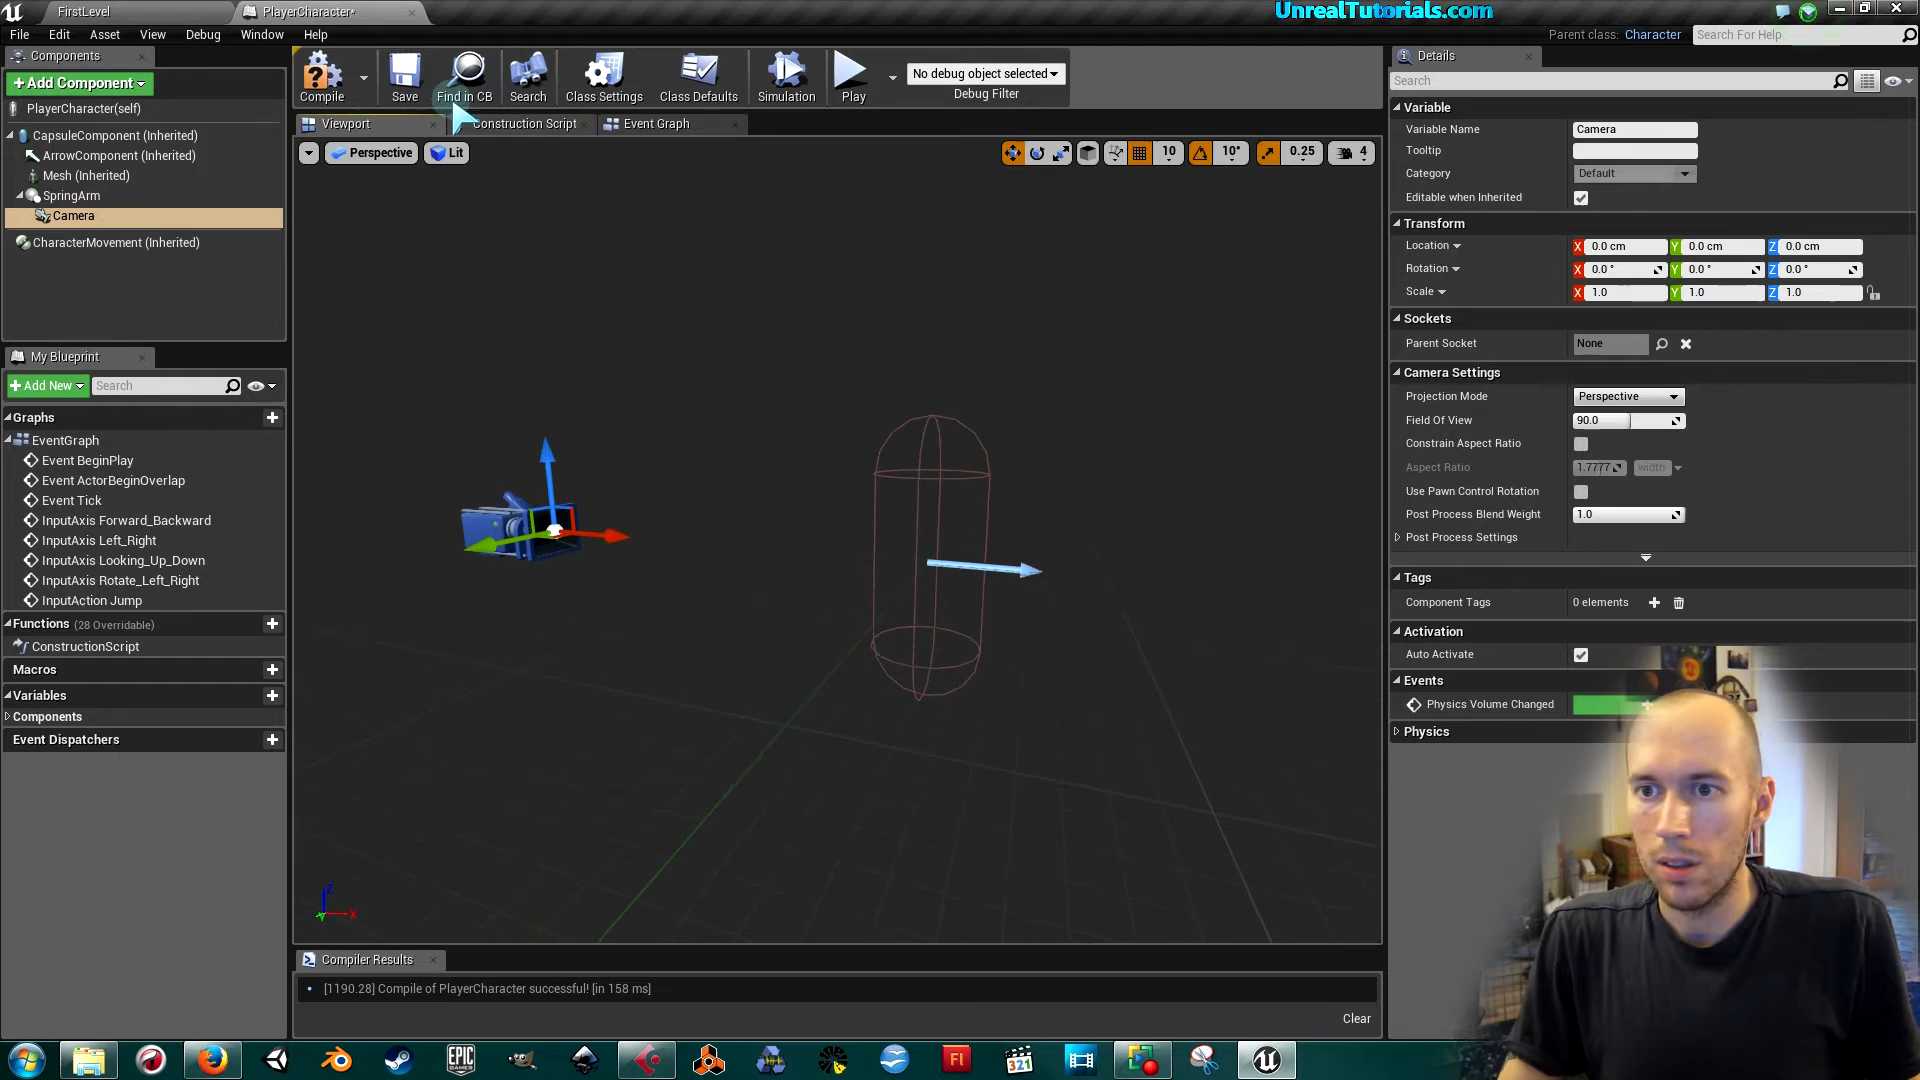 FirstLevel
PlayerCharacter*
UnrealTutorials.com
File Edit Asset View Debug Window Help
Parent class: Character
Search For Help
Components
+ Add Component
PlayerCharacter(self)
CapsuleComponent (Inherited)
ArrowComponent (Inherited)
Mesh (Inherited)
SpringArm
Camera
CharacterMovement (Inherited)
My Blueprint
+ Add New
Search
Graphs
EventGraph
Event BeginPlay
Event ActorBeginOverlap
Event Tick
InputAxis Forward_Backward
InputAxis Left_Right
InputAxis Looking_Up_Down
InputAxis Rotate_Left_Right
InputAction Jump
Functions (28 Overridable)
ConstructionScript
Macros
Variables
Components
Event Dispatchers
Compile
Save
Find in CB
Search
Class Settings
Class Defaults
Simulation
Play
No debug object selected
Debug Filter
Viewport
Construction Script
Event Graph
Perspective
Lit
10
10°
0.25
4
Z
X
Y
Compiler Results
[1190.28] Compile of PlayerCharacter successful! [in 158 ms]
Clear
Details
Search
Variable
Variable Name Camera
Tooltip
Category Default
Editable when Inherited
Transform
Location X 0.0 cm Y 0.0 cm Z 0.0 cm
Rotation X 0.0 ° Y 0.0 ° Z 0.0 °
Scale X 1.0 Y 1.0 Z 1.0
Sockets
Parent Socket None
Camera Settings
Projection Mode Perspective
Field Of View 90.0
Constrain Aspect Ratio
Aspect Ratio 1.7777 width
Use Pawn Control Rotation
Post Process Blend Weight 1.0
Post Process Settings
Tags
Component Tags 0 elements
Activation
Auto Activate
Events
Physics Volume Changed
Physics
EPIC GAMES
Fl
321